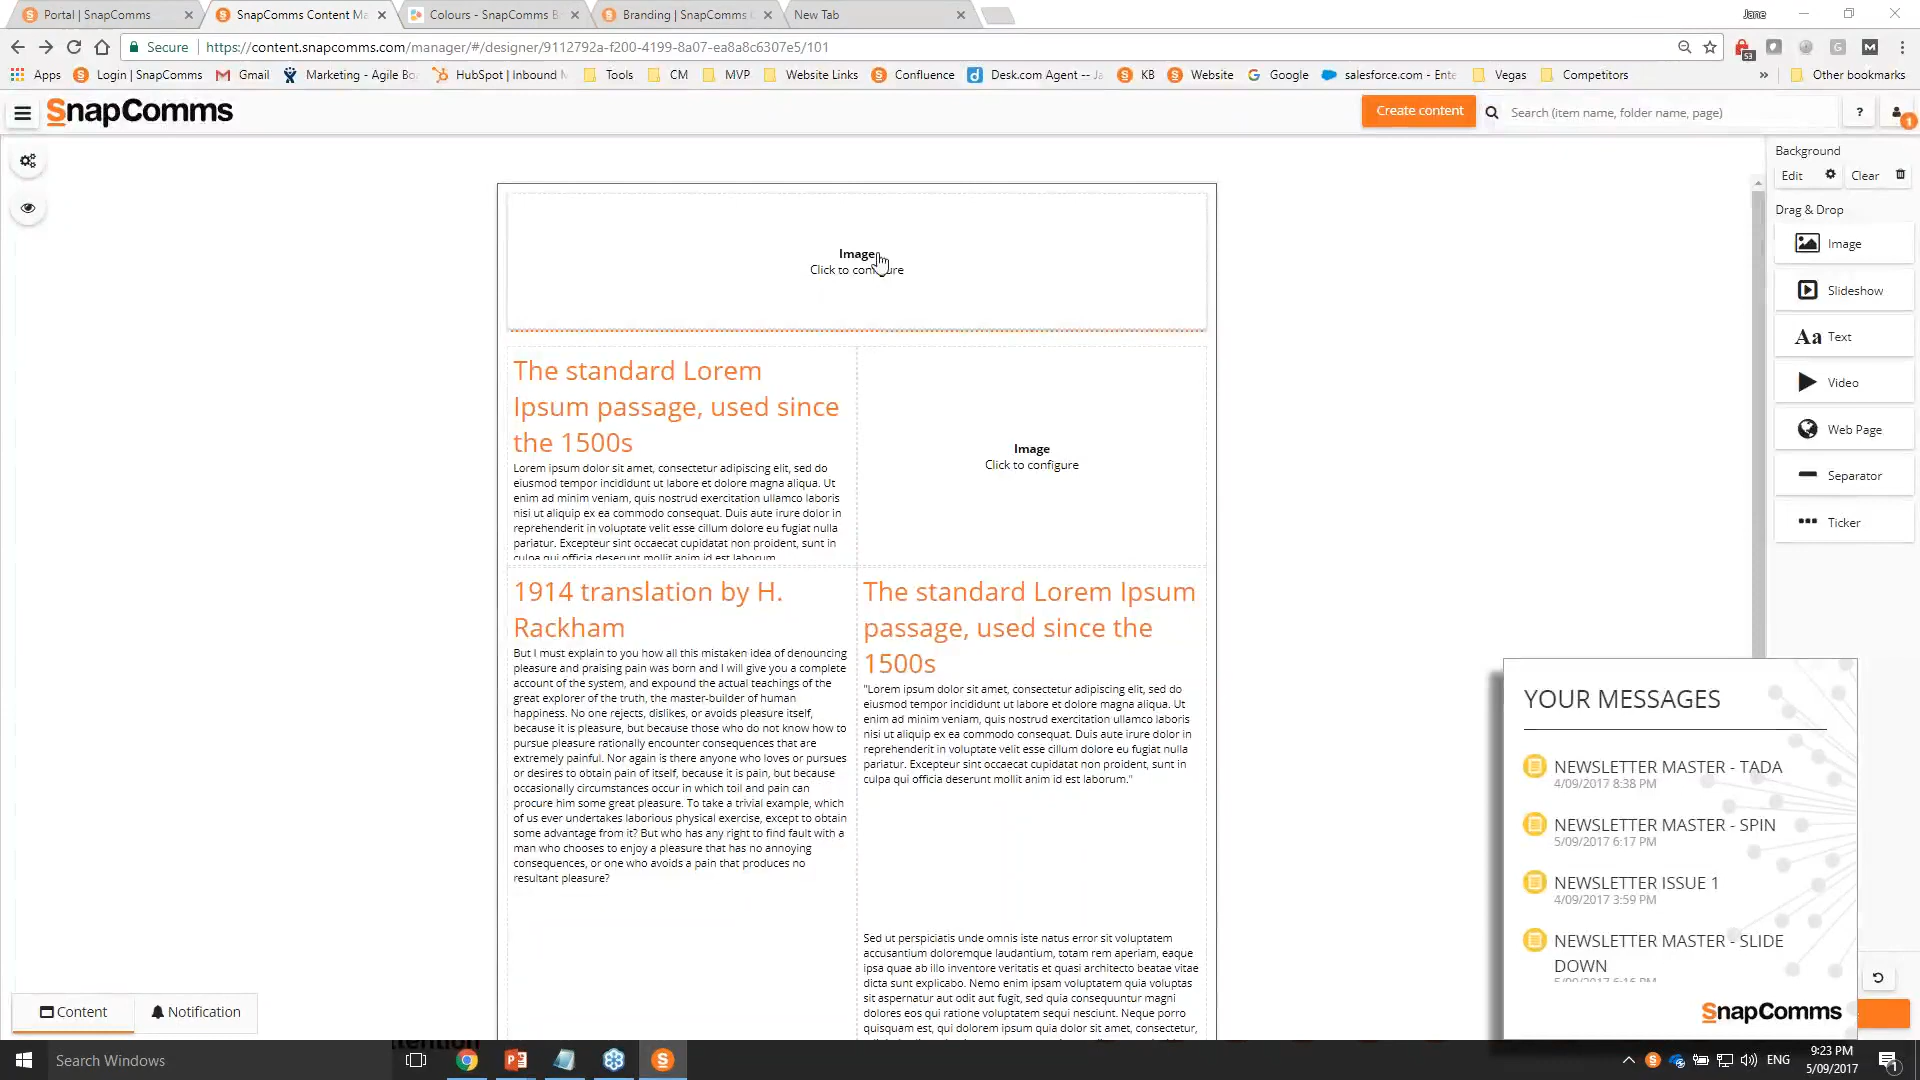 Portal | SnapComms
SnapComms Content Ma
Colours - SnapComms B
Branding | SnapComms C
New Tab
Jane
Secure
https://content.snapcomms.com/manager/#/designer/9112792a-f200-4199-8a07-ea8a8c6307e5/101
53
Apps
Login | SnapComms
Gmail
Marketing - Agile Bo
HubSpot | Inbound M
Tools
CM
MVP
Website Links
Confluence
Desk.com Agent -- Ja
KB
Website
Google
salesforce.com - Ente
Vegas
Competitors
»
Other bookmarks
SnapComms
Create content
Search (item name, folder name, page)
?
1
Background
Edit
Clear
Drag & Drop
Image
Slideshow
Aa Text
Video
Web Page
Separator
Ticker
Image
Click to configure
The standard Lorem
Ipsum passage, used since
the 1500s
Lorem ipsum dolor sit amet, consectetur adipiscing elit, sed do
eiusmod tempor incididunt ut labore et dolore magna aliqua. Ut
enim ad minim veniam, quis nostrud exercitation ullamco laboris
nisi ut aliquip ex ea commodo consequat. Duis aute irure dolor in
reprehenderit in voluptate velit esse cillum dolore eu fugiat nulla
pariatur. Excepteur sint occaecat cupidatat non proident, sunt in
culpa qui officia deserunt mollit anim id est laborum
Image
Click to configure
1914 translation by H.
Rackham
But I must explain to you how all this mistaken idea of denouncing
pleasure and praising pain was born and I will give you a complete
account of the system, and expound the actual teachings of the
great explorer of the truth, the master-builder of human
happiness. No one rejects, dislikes, or avoids pleasure itself,
because it is pleasure, but because those who do not know how to
pursue pleasure rationally encounter consequences that are
extremely painful. Nor again is there anyone who loves or pursues
or desires to obtain pain of itself, because it is pain, but because
occasionally circumstances occur in which toil and pain can
procure him some great pleasure. To take a trivial example, which
of us ever undertakes laborious physical exercise, except to obtain
some advantage from it? But who has any right to find fault with a
man who chooses to enjoy a pleasure that has no annoying
consequences, or one who avoids a pain that produces no
resultant pleasure?
The standard Lorem Ipsum
passage, used since the
1500s
"Lorem ipsum dolor sit amet, consectetur adipiscing elit, sed do
eiusmod tempor incididunt ut labore et dolore magna aliqua. Ut
enim ad minim veniam, quis nostrud exercitation ullamco laboris
nisi ut aliquip ex ea commodo consequat. Duis aute irure dolor in
reprehenderit in voluptate velit esse cillum dolore eu fugiat nulla
pariatur. Excepteur sint occaecat cupidatat non proident, sunt in
culpa qui officia deserunt mollit anim id est laborum."
Sed ut perspiciatis unde omnis iste natus error sit voluptatem
accusantium doloremque laudantium, totam rem aperiam, eaque
ipsa quae ab illo inventore veritatis et quasi architecto beatae vitae
dicta sunt explicabo. Nemo enim ipsam voluptatem quia voluptas
sit aspernatur aut odit aut fugit, sed quia consequuntur magni
dolores eos qui ratione voluptatem sequi nesciunt. Neque porro
quisquam est, qui dolorem ipsum quia dolor sit amet, consectetur,
YOUR MESSAGES
NEWSLETTER MASTER - TADA
4/09/2017 8:38 PM
NEWSLETTER MASTER - SPIN
5/09/2017 6:17 PM
NEWSLETTER ISSUE 1
4/09/2017 3:59 PM
NEWSLETTER MASTER - SLIDE
DOWN
5/09/2017 6:16 PM
SnapComms
Content
Notification
Search Windows
ENG
9:23 PM
5/09/2017
1